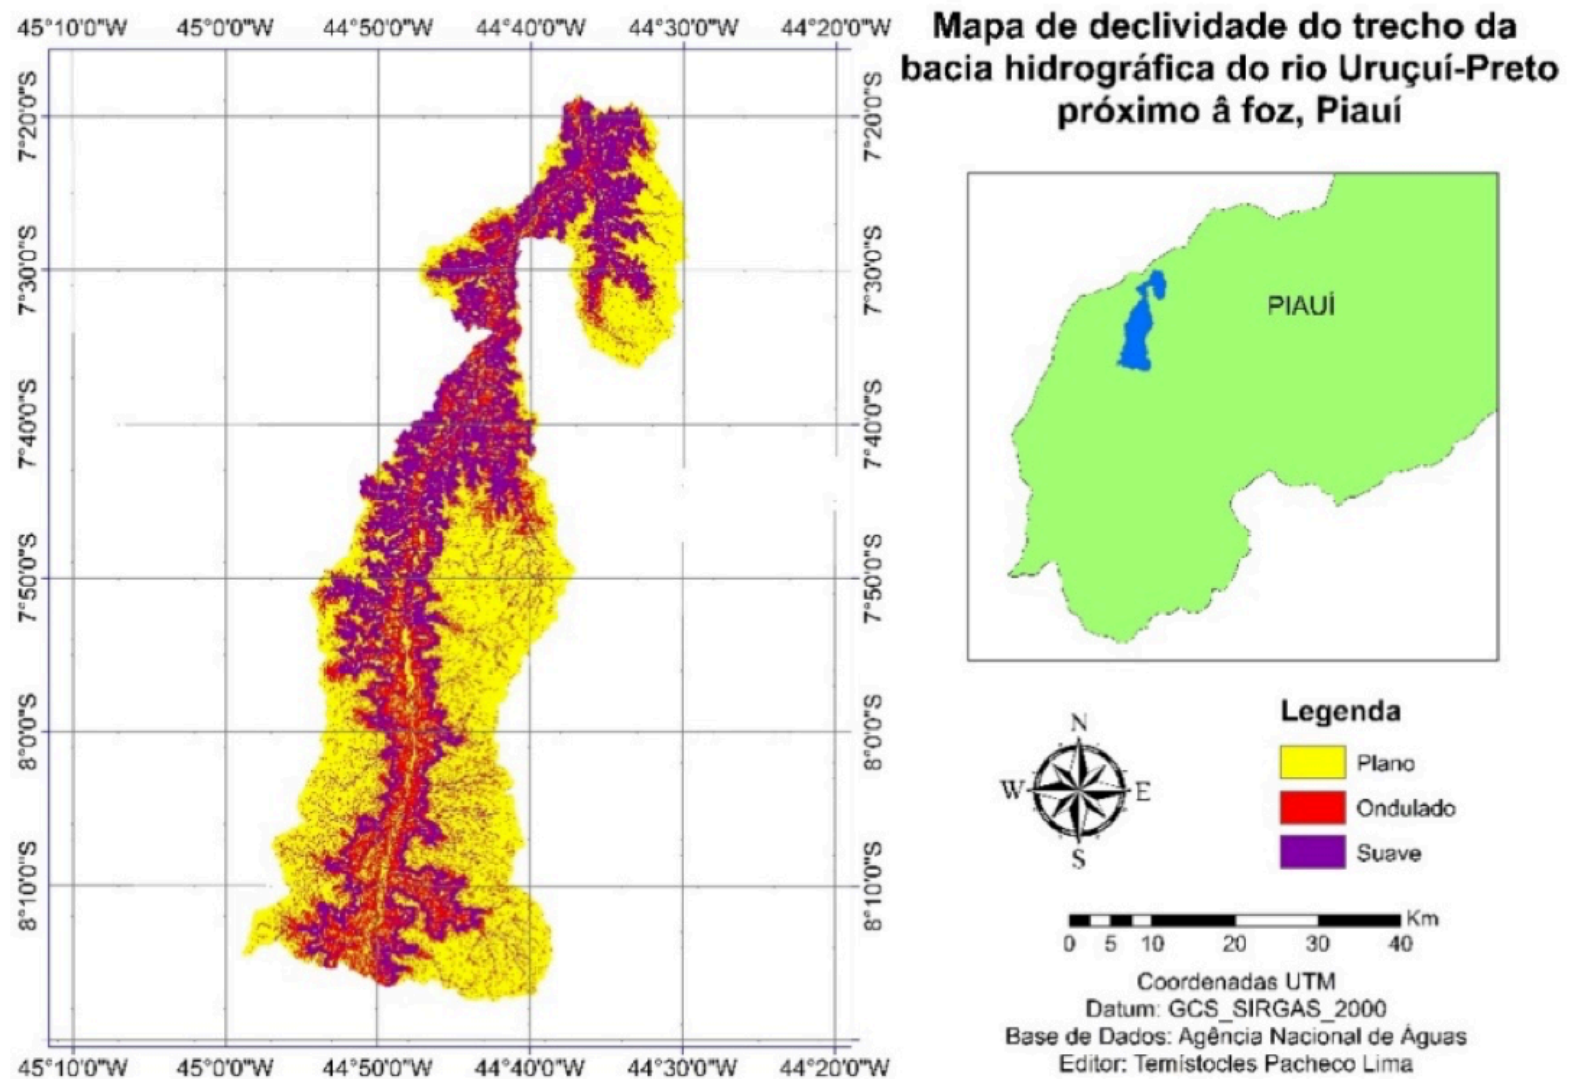 45°10'0"W 45°0'0"W 44°50'0"W 44°40'0"W 44°30'0"W 44°20'0"W
7°20'0"S 7°20'0"S
7°30'0"S 7°30'0"S
7°40'0"S 7°40'0"S
7°50'0"S 7°50'0"S
8°0'0"S 8°0'0"S
8°10'0"S 8°10'0"S
45°10'0"W 45°0'0"W 44°50'0"W 44°40'0"W 44°30'0"W 44°20'0"W
Mapa de declividade do trecho da
bacia hidrográfica do rio Uruçuí-Preto
próximo â foz, Piauí
PIAUÍ
N
W E
S
Legenda
Plano
Ondulado
Suave
Km
0 5 10 20 30 40
Coordenadas UTM
Datum: GCS_SIRGAS_2000
Base de Dados: Agência Nacional de Águas
Editor: Temístocles Pacheco Lima